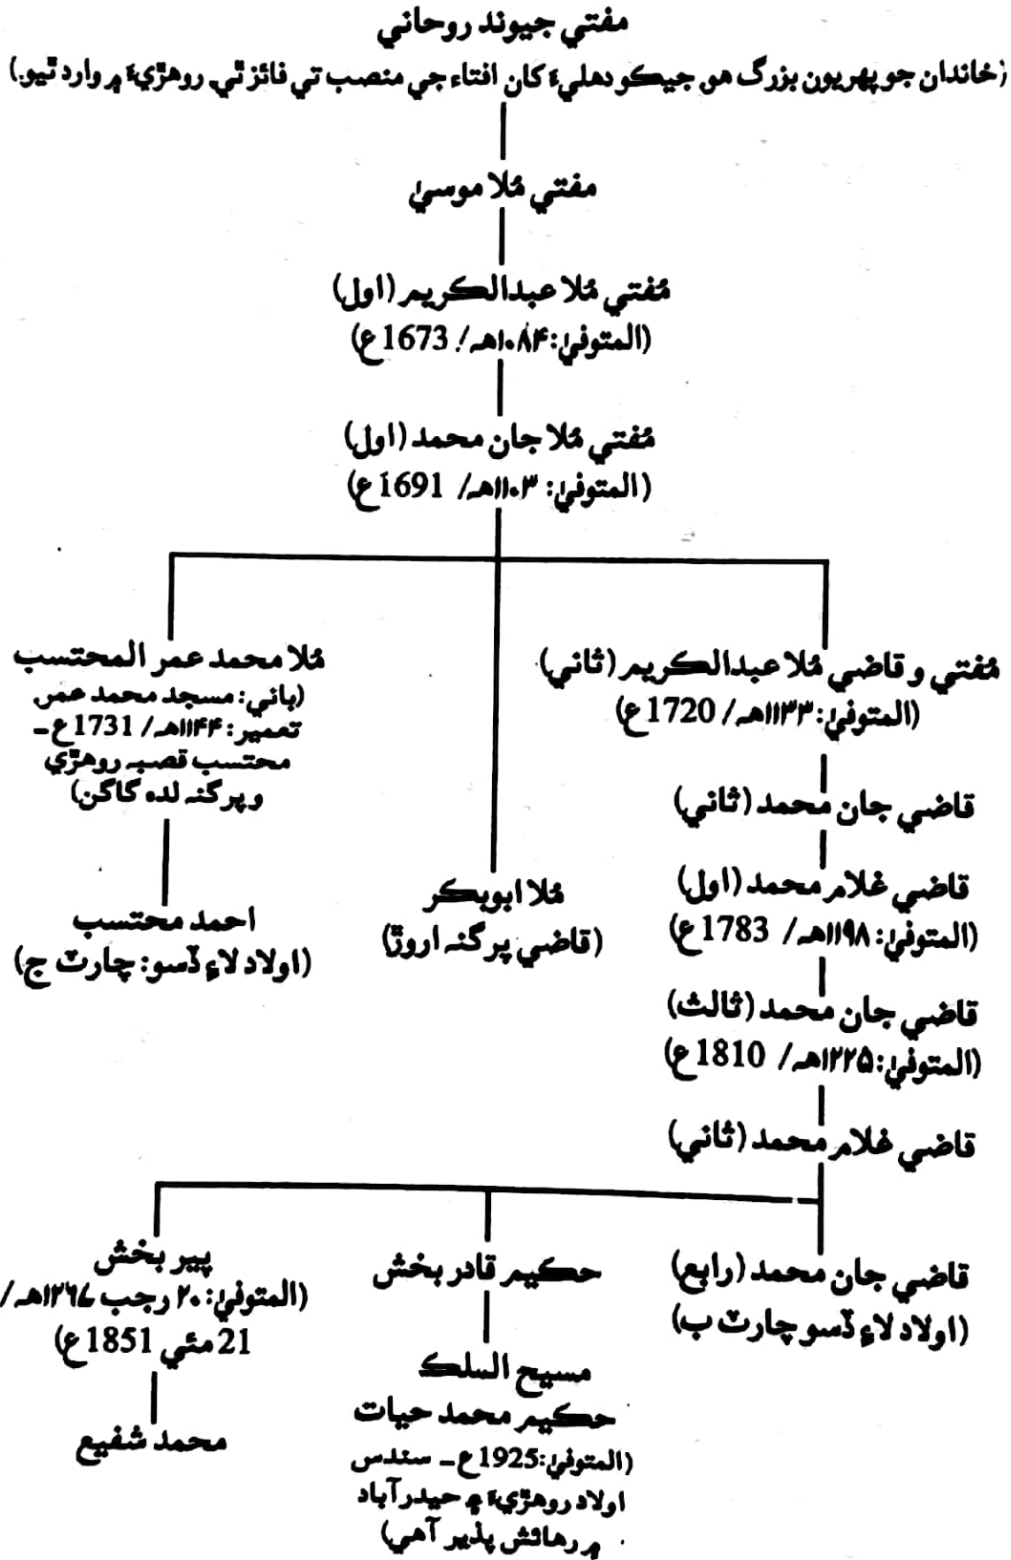 مفتي جيوند روحاني
(خاندان جو پهريون بزرگ هو جيڪو دهليءَ کان افتاء جي منصب تي فائز ٿي روهڙيءَ ۾ وارد ٿيو.)
مفتي مُلا موسيٰ
مُفتي مُلا عبدالڪريم (اول)
(المتوفيٰ: ۱۰۸۴هه/ 1673ع)
مُفتي مُلا جان محمد (اول)
(المتوفيٰ: ۱۱۰۳هه/ 1691ع)
مُفتي و قاضي مُلا عبدالڪريم (ثاني)
(المتوفيٰ: ۱۱۳۳هه/ 1720ع)
قاضي جان محمد (ثاني)
قاضي غلام محمد (اول)
(المتوفيٰ: ۱۱۹۸هه/ 1783ع)
قاضي جان محمد (ثالث)
(المتوفيٰ: ۱۲۲۵هه/ 1810ع)
قاضي غلام محمد (ثاني)
مُلا ابوبڪر
(قاضي پرگنہ اروڙ)
مُلا محمد عمر المحتسب
(باني: مسجد محمد عمر
تعمير: ۱۱۴۴هه/ 1731ع_
محتسب قصبہ روهڙي
و پرگنہ لده گاگن)
احمد محتسب
(اولاد لاءِ ڏسو: چارٽ ج)
قاضي جان محمد (رابع)
(اولاد لاءِ ڏسو چارٽ ب)
حڪيم قادر بخش
مسيح الملڪ
حڪيم محمد حيات
(المتوفيٰ: 1925ع_ سندس
اولاد روهڙيءَ ۽ حيدرآباد
۾ رهائش پذير آهي)
پير بخش
(المتوفيٰ: ۲۰ رجب ۱۲۶۷هه/
21 مئي 1851ع)
محمد شفيع